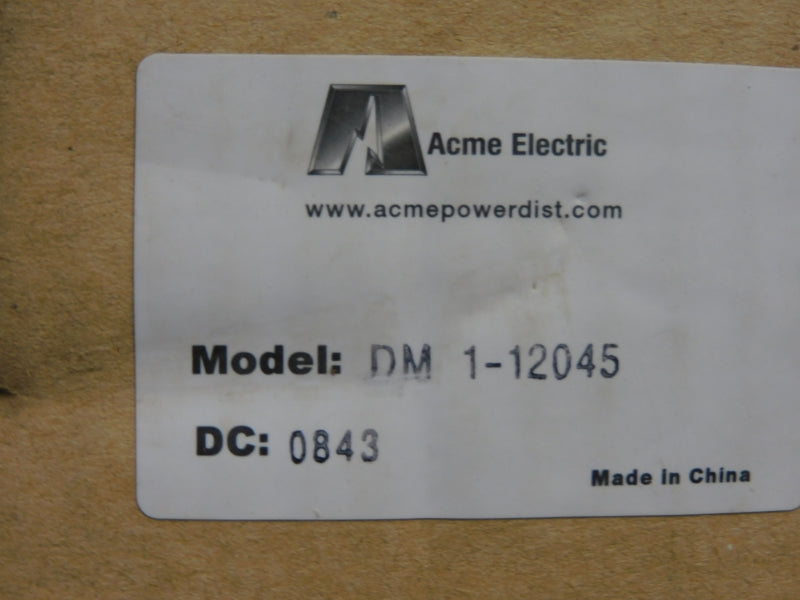 Acme Electric
www.acmepowerdist.com
Model: DM 1-12045
DC: 0843
Made in China